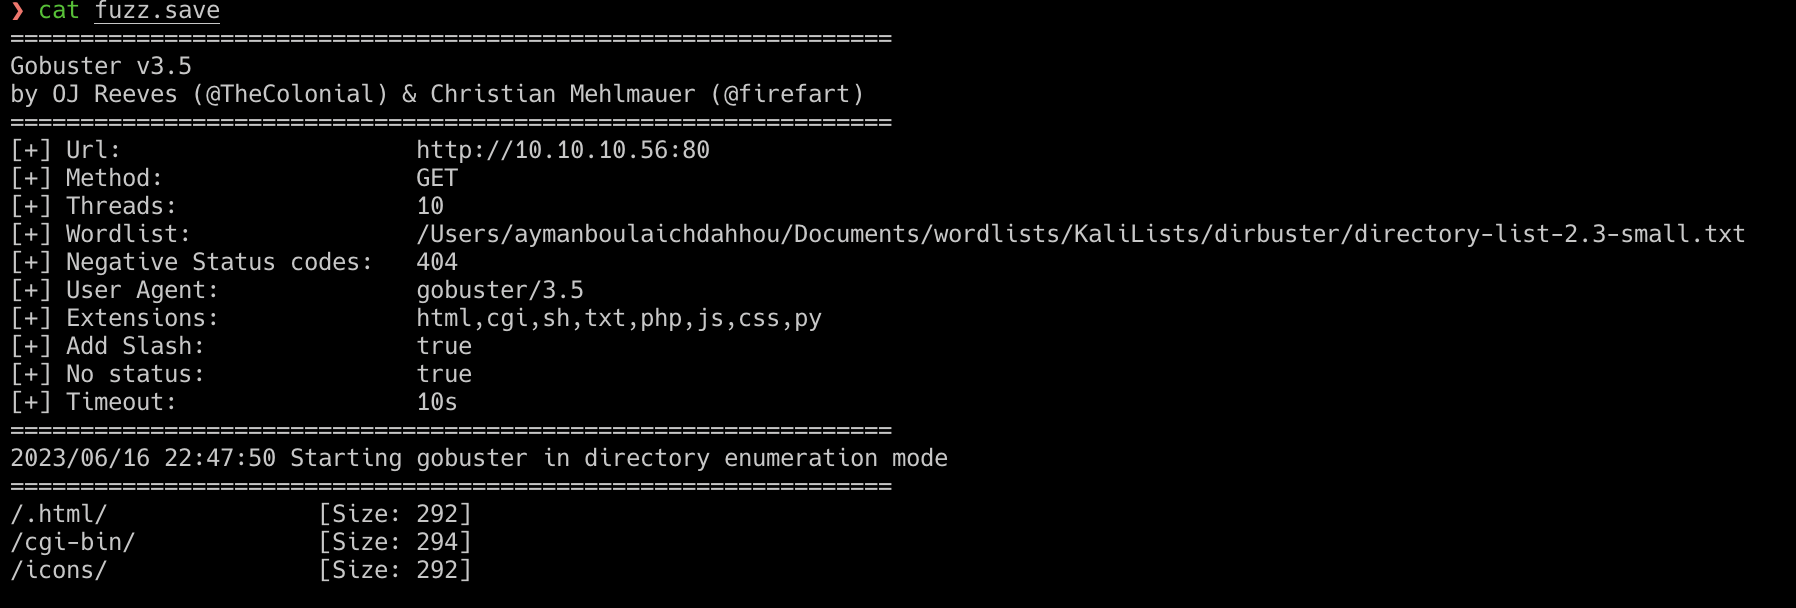 ❯ cat fuzz.save
===============================================================
Gobuster v3.5
by OJ Reeves (@TheColonial) & Christian Mehlmauer (@firefart)
===============================================================
[+] Url:                     http://10.10.10.56:80
[+] Method:                  GET
[+] Threads:                 10
[+] Wordlist:                /Users/aymanboulaichdahhou/Documents/wordlists/KaliLists/dirbuster/directory-list-2.3-small.txt
[+] Negative Status codes:   404
[+] User Agent:              gobuster/3.5
[+] Extensions:              html,cgi,sh,txt,php,js,css,py
[+] Add Slash:               true
[+] No status:               true
[+] Timeout:                 10s
===============================================================
2023/06/16 22:47:50 Starting gobuster in directory enumeration mode
===============================================================
/.html/               [Size: 292]
/cgi-bin/             [Size: 294]
/icons/               [Size: 292]